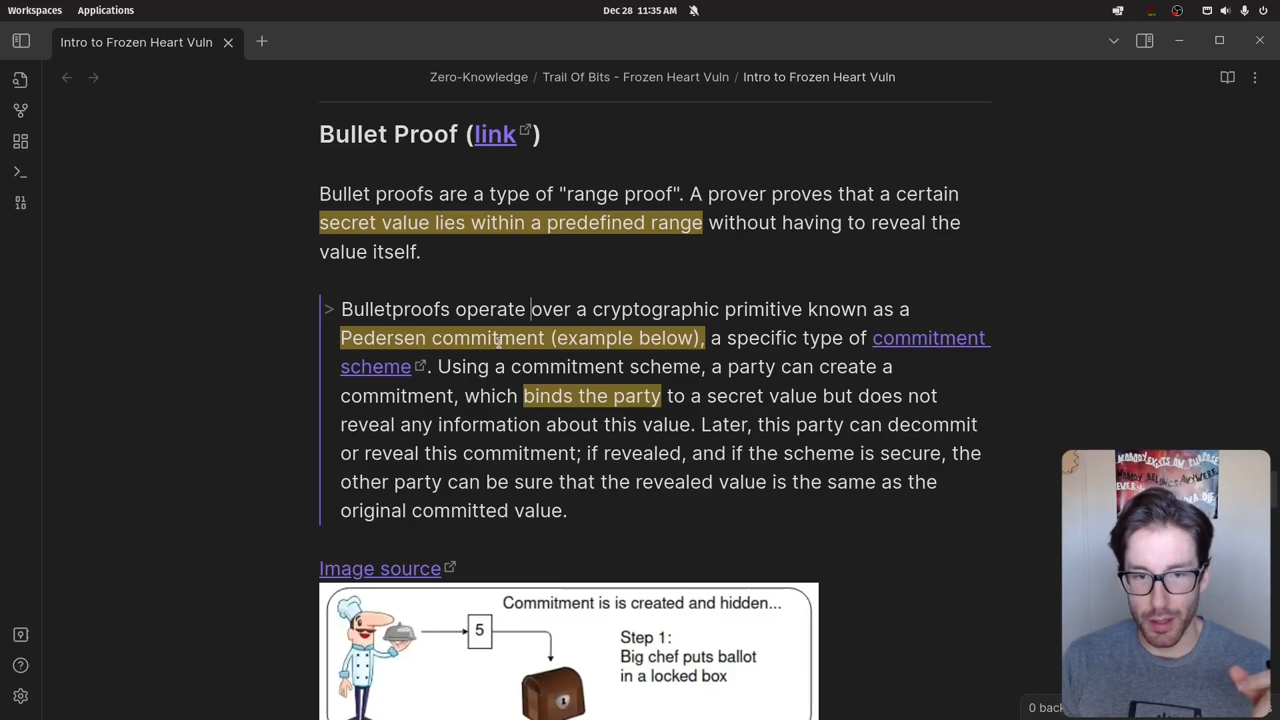 Workspaces Applications Dec 28 11:35 AM
Intro to Frozen Heart Vuln
Zero-Knowledge / Trail Of Bits - Frozen Heart Vuln / Intro to Frozen Heart Vuln
Bullet Proof (link)
Bullet proofs are a type of "range proof". A prover proves that a certain
secret value lies within a predefined range without having to reveal the
value itself.
> Bulletproofs operate over a cryptographic primitive known as a
Pedersen commitment (example below), a specific type of commitment
scheme. Using a commitment scheme, a party can create a
commitment, which binds the party to a secret value but does not
reveal any information about this value. Later, this party can decommit
or reveal this commitment; if revealed, and if the scheme is secure, the
other party can be sure that the revealed value is the same as the
original committed value.
Image source
Commitment is is created and hidden...
5
Step 1:
Big chef puts ballot
in a locked box
1
0 back